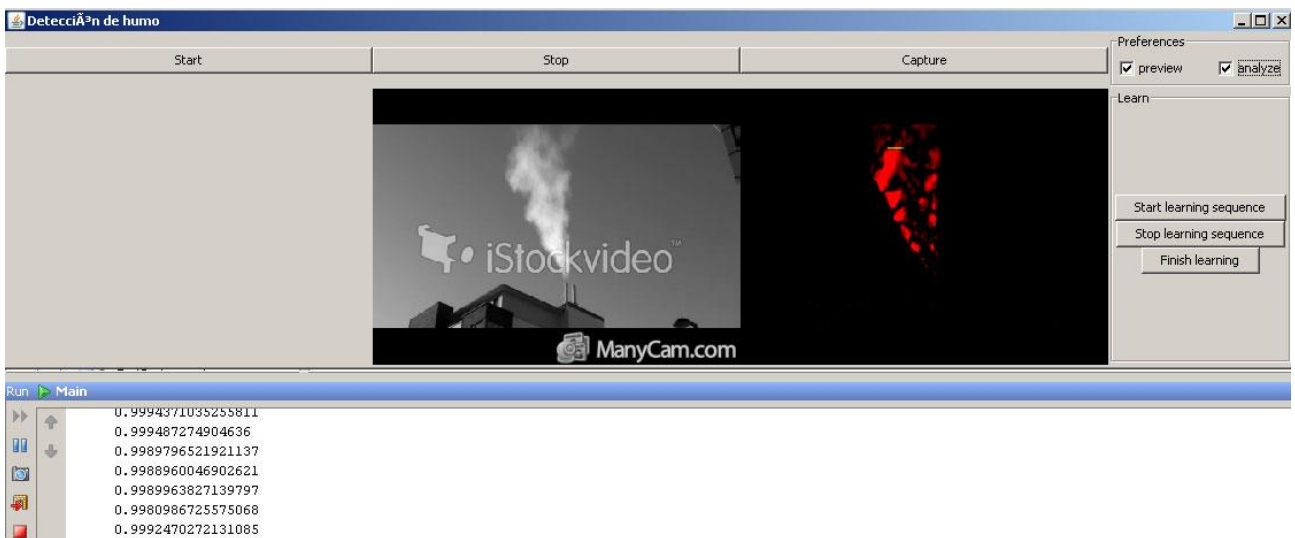 DetecciÃ³n de humo
Start
Stop
Capture
Preferences
preview
analyze
Learn
Start learning sequence
Stop learning sequence
Finish learning
iStockvideo™
ManyCam.com
Run Main
0.9994371035255811
0.999487274904636
0.9989796521921137
0.9988960046902621
0.9989963827139797
0.9980986725575068
0.9992470272131085